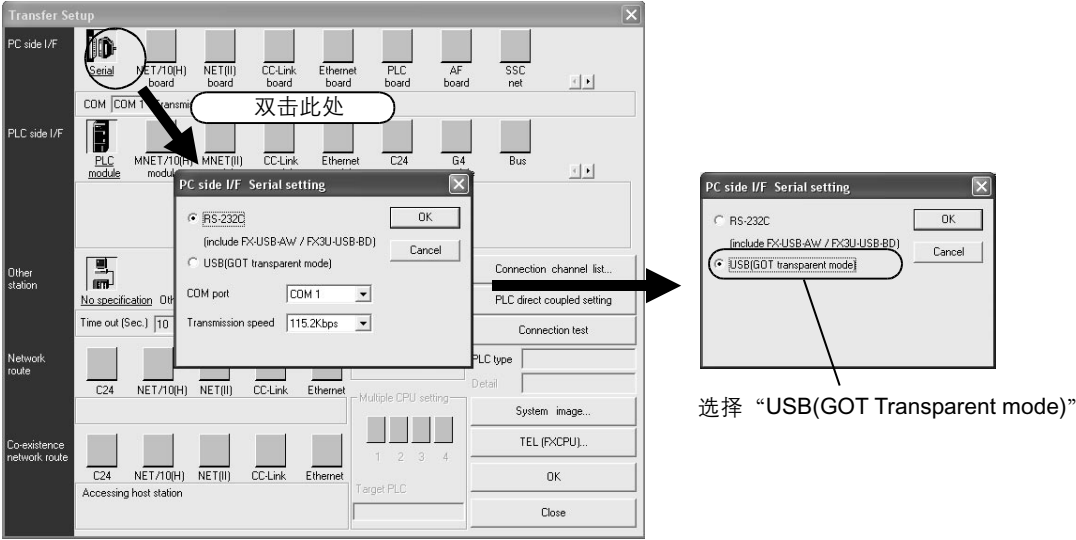 Transfer Setup
PC side I/F
Serial
NET/10(H) board
NET(II) board
CC-Link board
Ethernet board
PLC board
AF board
SSC net
COM COM 1 Transmi
双击此处
PLC side I/F
PLC module
MNET/10(H) modul
MNET(II)
CC-Link
Ethernet
C24
G4
Bus
PC side I/F Serial setting
RS-232C
(include FX-USB-AW / FX3U-USB-BD)
USB(GOT transparent mode)
COM port COM 1
Transmission speed 115.2Kbps
OK
Cancel
Other station
No specification Oth
Time out (Sec.) 10
Connection channel list...
PLC direct coupled setting
Connection test
PLC type
Detail
System image...
TEL (FXCPU)...
OK
Close
Network route
C24
NET/10(H)
NET(II)
CC-Link
Ethernet
Multiple CPU setting
1 2 3 4
Target PLC
Co-existence network route
C24
NET/10(H)
NET(II)
CC-Link
Ethernet
Accessing host station
PC side I/F Serial setting
RS-232C
(include FX-USB-AW / FX3U-USB-BD)
USB(GOT transparent mode)
OK
Cancel
选择“USB(GOT Transparent mode)”